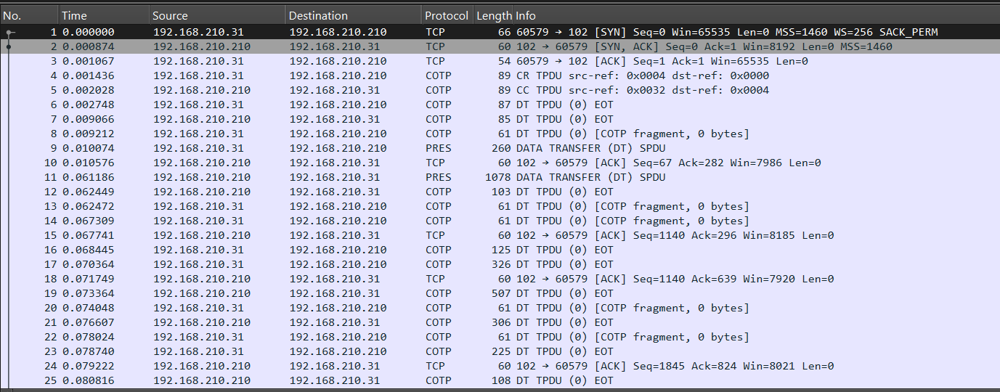 No. Time Source Destination Protocol Length Info
1 0.000000 192.168.210.31 192.168.210.210 TCP 66 60579 → 102 [SYN] Seq=0 Win=65535 Len=0 MSS=1460 WS=256 SACK_PERM
2 0.000874 192.168.210.210 192.168.210.31 TCP 60 102 → 60579 [SYN, ACK] Seq=0 Ack=1 Win=8192 Len=0 MSS=1460
3 0.001067 192.168.210.31 192.168.210.210 TCP 54 60579 → 102 [ACK] Seq=1 Ack=1 Win=65535 Len=0
4 0.001436 192.168.210.31 192.168.210.210 COTP 89 CR TPDU src-ref: 0x0004 dst-ref: 0x0000
5 0.002028 192.168.210.210 192.168.210.31 COTP 89 CC TPDU src-ref: 0x0032 dst-ref: 0x0004
6 0.002748 192.168.210.31 192.168.210.210 COTP 87 DT TPDU (0) EOT
7 0.009066 192.168.210.210 192.168.210.31 COTP 85 DT TPDU (0) EOT
8 0.009212 192.168.210.31 192.168.210.210 COTP 61 DT TPDU (0) [COTP fragment, 0 bytes]
9 0.010074 192.168.210.31 192.168.210.210 PRES 260 DATA TRANSFER (DT) SPDU
10 0.010576 192.168.210.210 192.168.210.31 TCP 60 102 → 60579 [ACK] Seq=67 Ack=282 Win=7986 Len=0
11 0.061186 192.168.210.210 192.168.210.31 PRES 1078 DATA TRANSFER (DT) SPDU
12 0.062449 192.168.210.210 192.168.210.31 COTP 103 DT TPDU (0) EOT
13 0.062472 192.168.210.31 192.168.210.210 COTP 61 DT TPDU (0) [COTP fragment, 0 bytes]
14 0.067309 192.168.210.31 192.168.210.210 COTP 61 DT TPDU (0) [COTP fragment, 0 bytes]
15 0.067741 192.168.210.210 192.168.210.31 TCP 60 102 → 60579 [ACK] Seq=1140 Ack=296 Win=8185 Len=0
16 0.068445 192.168.210.31 192.168.210.210 COTP 125 DT TPDU (0) EOT
17 0.070364 192.168.210.31 192.168.210.210 COTP 326 DT TPDU (0) EOT
18 0.071749 192.168.210.210 192.168.210.31 TCP 60 102 → 60579 [ACK] Seq=1140 Ack=639 Win=7920 Len=0
19 0.073364 192.168.210.210 192.168.210.31 COTP 507 DT TPDU (0) EOT
20 0.074048 192.168.210.31 192.168.210.210 COTP 61 DT TPDU (0) [COTP fragment, 0 bytes]
21 0.076607 192.168.210.210 192.168.210.31 COTP 306 DT TPDU (0) EOT
22 0.078024 192.168.210.31 192.168.210.210 COTP 61 DT TPDU (0) [COTP fragment, 0 bytes]
23 0.078740 192.168.210.31 192.168.210.210 COTP 225 DT TPDU (0) EOT
24 0.079222 192.168.210.210 192.168.210.31 TCP 60 102 → 60579 [ACK] Seq=1845 Ack=824 Win=8021 Len=0
25 0.080816 192.168.210.210 192.168.210.31 COTP 108 DT TPDU (0) EOT